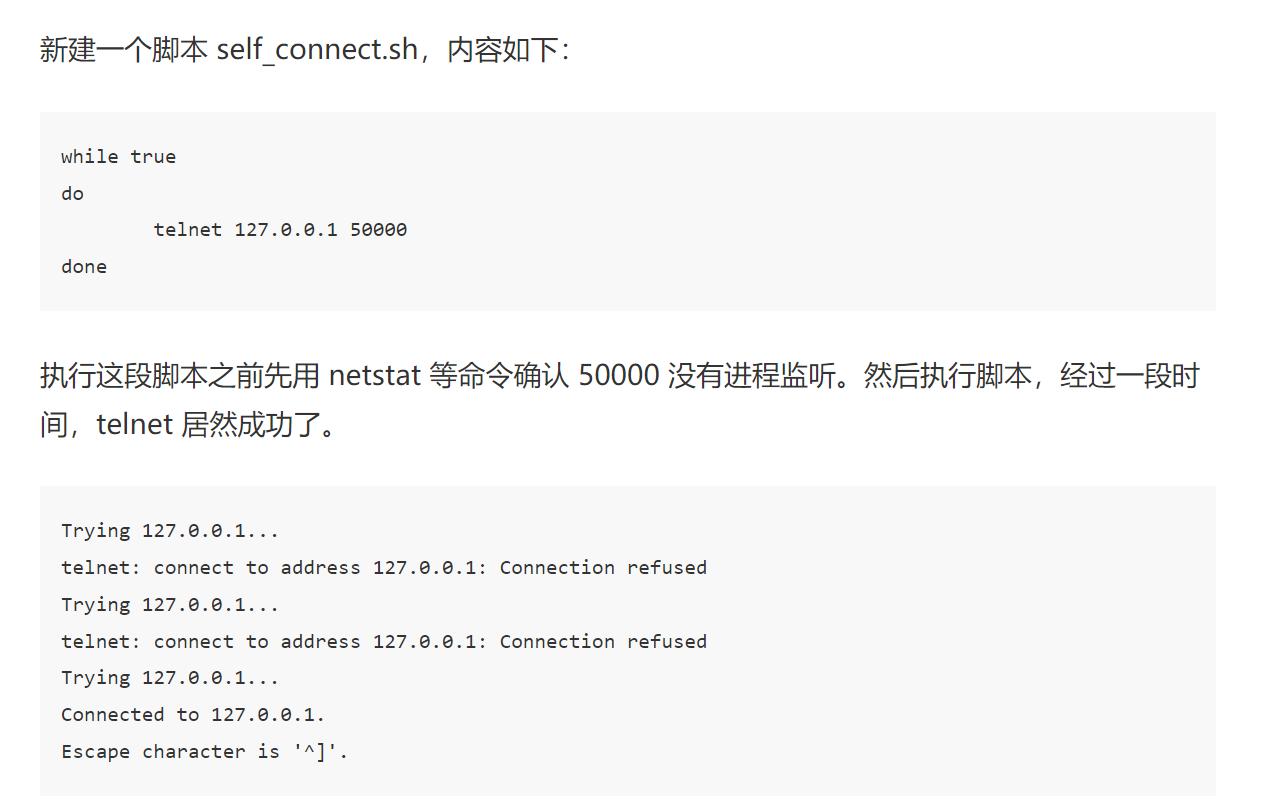 新建一个脚本 self_connect.sh，内容如下：
while true
do
        telnet 127.0.0.1 50000
done
执行这段脚本之前先用 netstat 等命令确认 50000 没有进程监听。然后执行脚本，经过一段时
间，telnet 居然成功了。
Trying 127.0.0.1...
telnet: connect to address 127.0.0.1: Connection refused
Trying 127.0.0.1...
telnet: connect to address 127.0.0.1: Connection refused
Trying 127.0.0.1...
Connected to 127.0.0.1.
Escape character is '^]'.